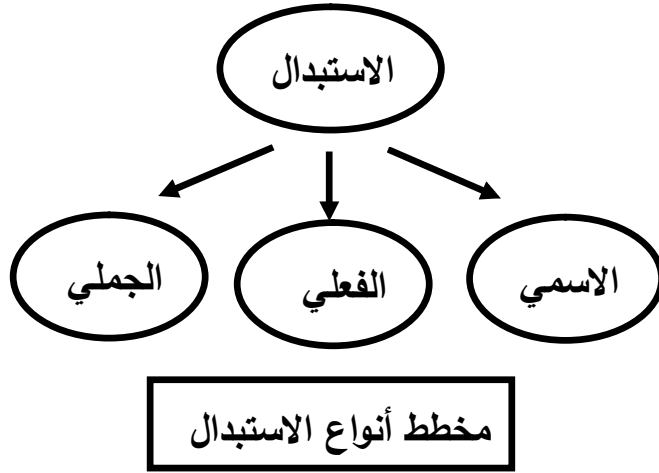 الاستبدال
الاسمي
الفعلي
الجملي
مخطط أنواع الاستبدال